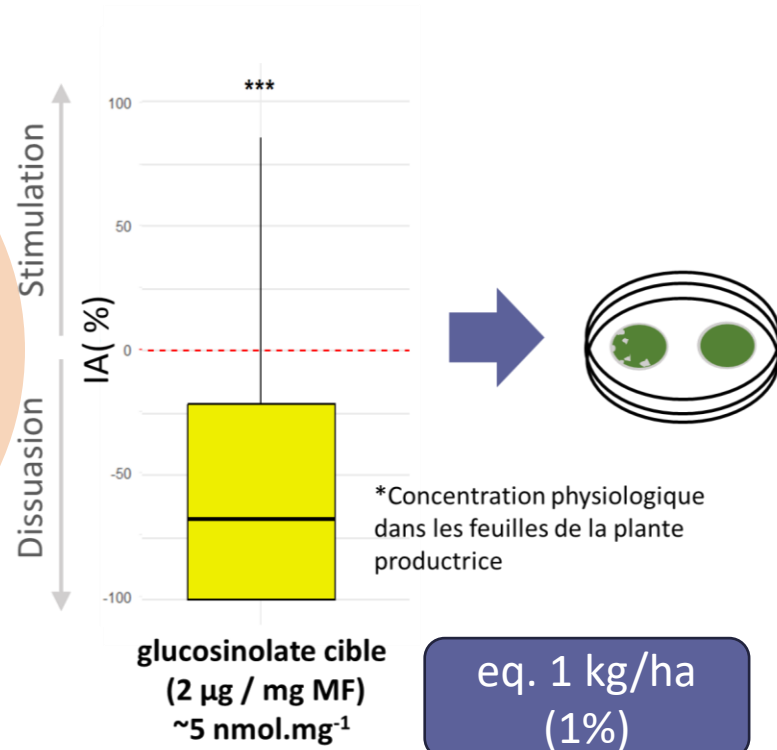 Stimulation
Dissuasion
IA( %)
***
100
50
0
-50
-100
*Concentration physiologique
dans les feuilles de la plante
productrice
glucosinolate cible
(2 µg / mg MF)
~5 nmol.mg-1
eq. 1 kg/ha
(1%)